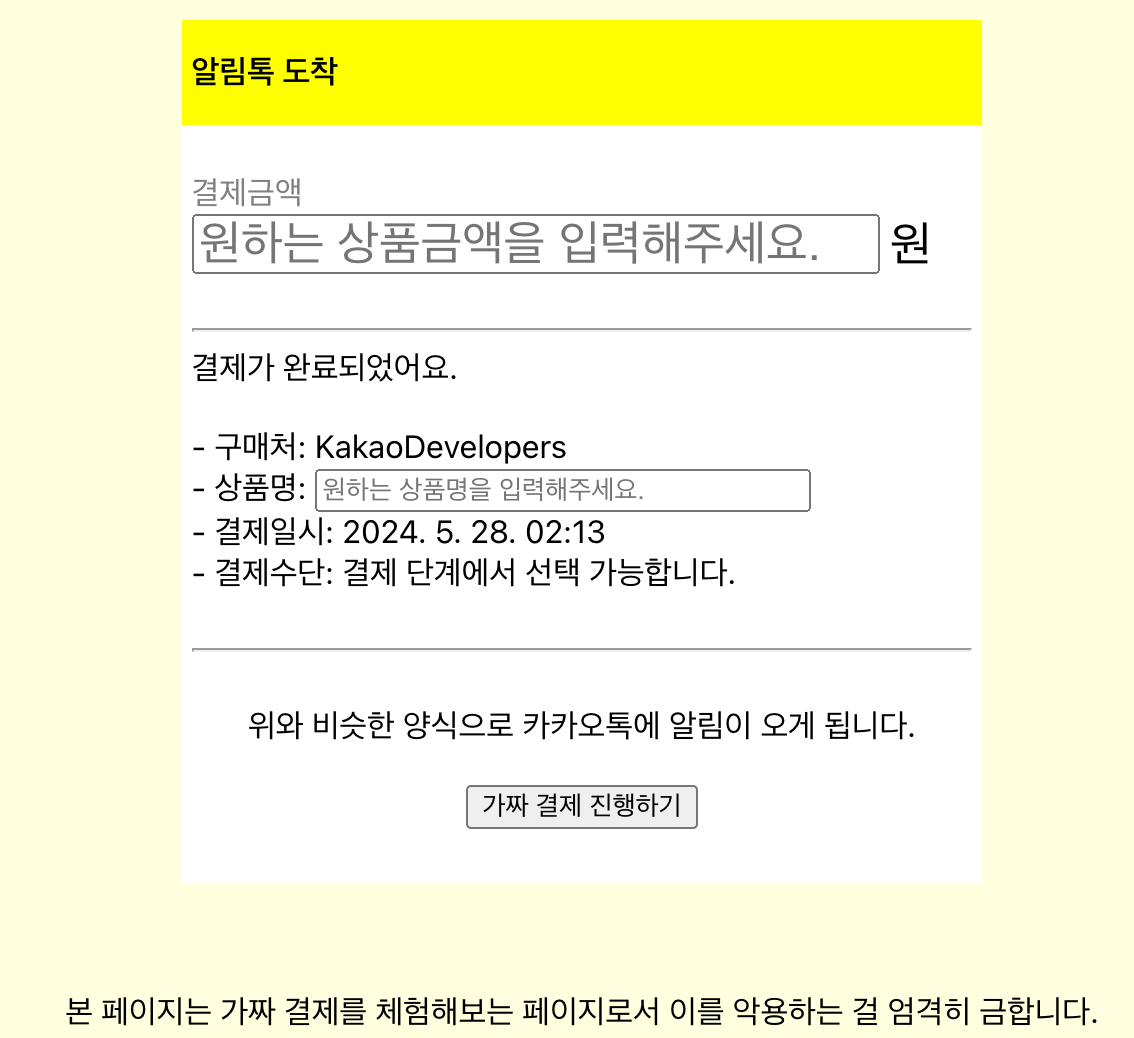 알림톡 도착
결제금액
원하는 상품금액을 입력해주세요. 원
결제가 완료되었어요.
- 구매처: KakaoDevelopers
- 상품명: 원하는 상품명을 입력해주세요.
- 결제일시: 2024. 5. 28. 02:13
- 결제수단: 결제 단계에서 선택 가능합니다.
위와 비슷한 양식으로 카카오톡에 알림이 오게 됩니다.
가짜 결제 진행하기
본 페이지는 가짜 결제를 체험해보는 페이지로서 이를 악용하는 걸 엄격히 금합니다.